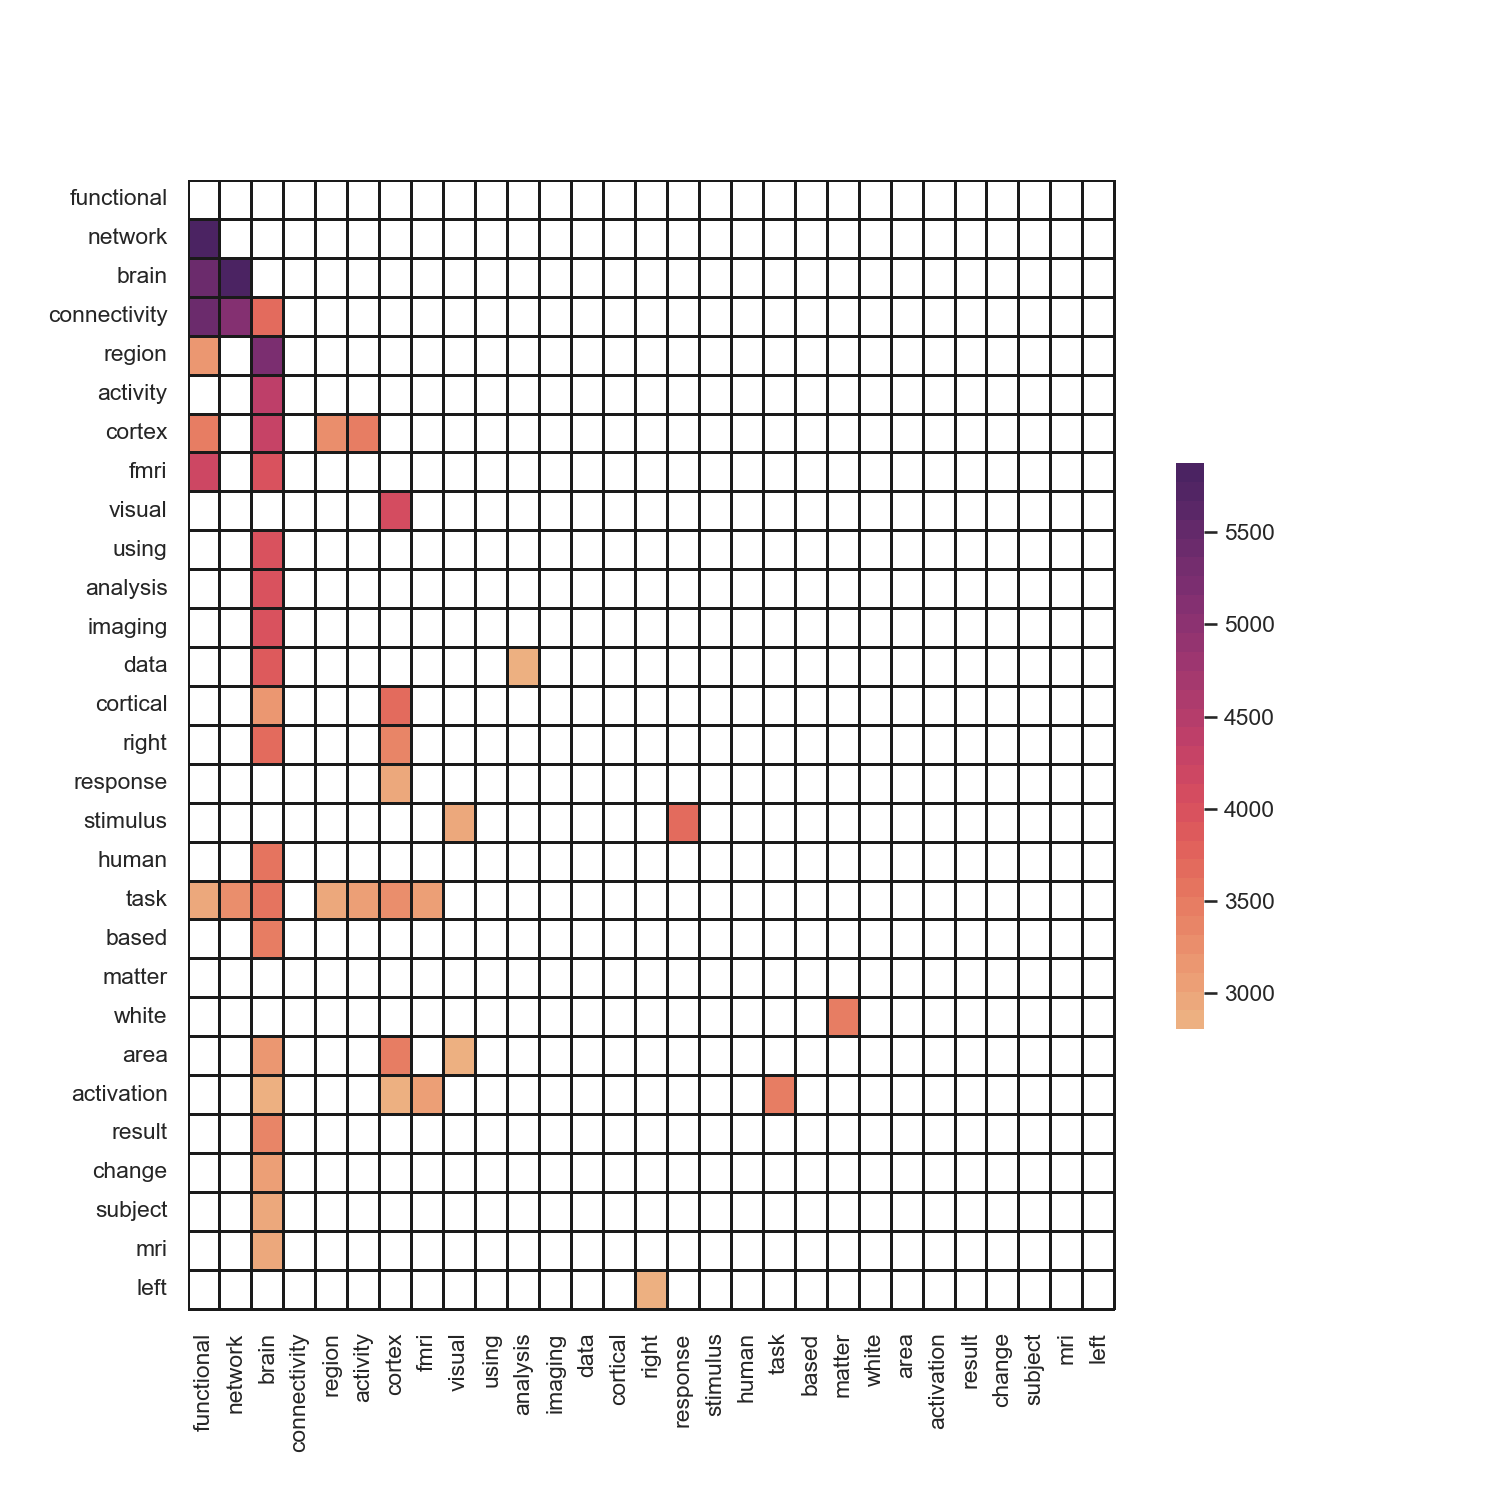 functional
network
brain
connectivity
region
activity
cortex
fmri
visual
using
analysis
imaging
data
cortical
right
response
stimulus
human
task
based
matter
white
area
activation
result
change
subject
mri
left
functional
network
brain
connectivity
region
activity
cortex
fmri
visual
using
analysis
imaging
data
cortical
right
response
stimulus
human
task
based
matter
white
area
activation
result
change
subject
mri
left
5500
5000
4500
4000
3500
3000